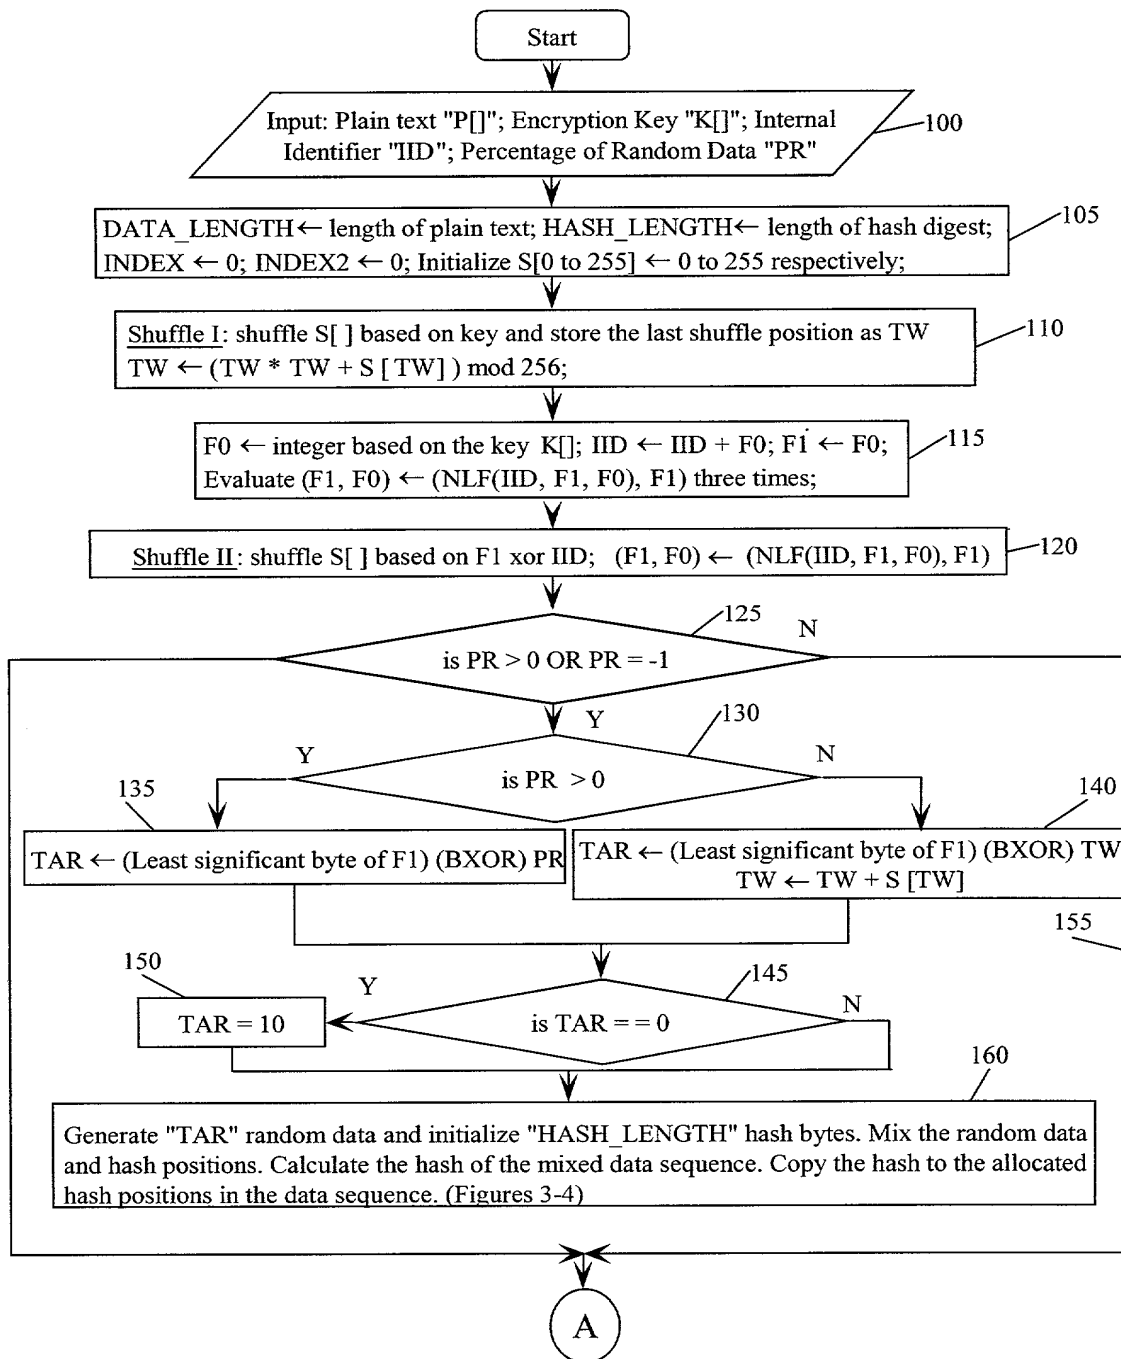 Start
Input: Plain text "P[]"; Encryption Key "K[]"; Internal
Identifier "IID"; Percentage of Random Data "PR"
100
105
DATA_LENGTH ← length of plain text; HASH_LENGTH ← length of hash digest;
INDEX ← 0; INDEX2 ← 0; Initialize S[0 to 255] ← 0 to 255 respectively;
110
Shuffle I: shuffle S[ ] based on key and store the last shuffle position as TW
TW ← (TW * TW + S [ TW] ) mod 256;
115
F0 ← integer based on the key K[]; IID ← IID + F0; F1 ← F0;
Evaluate (F1, F0) ← (NLF(IID, F1, F0), F1) three times;
120
Shuffle II: shuffle S[ ] based on F1 xor IID; (F1, F0) ← (NLF(IID, F1, F0), F1)
125
N
is PR > 0 OR PR = -1
Y
130
Y
N
is PR > 0
135
140
TAR ← (Least significant byte of F1) (BXOR) PR
TAR ← (Least significant byte of F1) (BXOR) TW
TW ← TW + S [TW]
155
150
Y
145
N
TAR = 10
is TAR = = 0
160
Generate "TAR" random data and initialize "HASH_LENGTH" hash bytes. Mix the random data
and hash positions. Calculate the hash of the mixed data sequence. Copy the hash to the allocated
hash positions in the data sequence. (Figures 3-4)
A